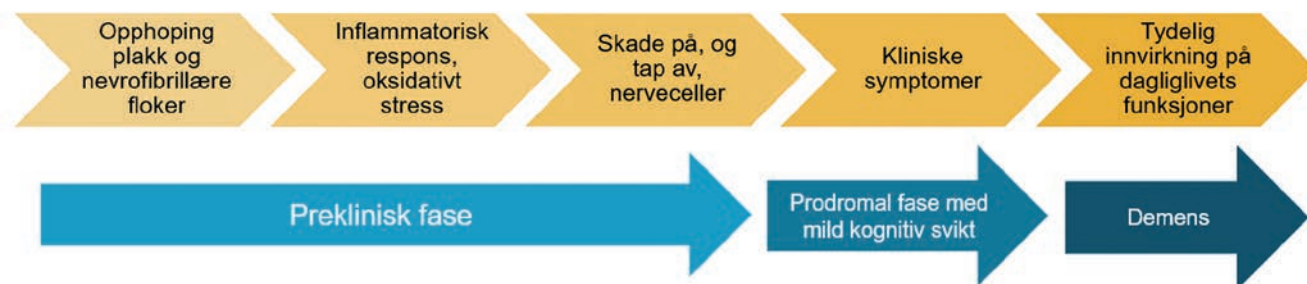 Opphoping
plakk og
nevrofibrillære
floker
Inflammatorisk
respons,
oksidativt
stress
Skade på, og
tap av,
nerveceller
Kliniske
symptomer
Tydelig
innvirkning på
dagliglivets
funksjoner
Preklinisk fase
Prodromal fase med
mild kognitiv svikt
Demens